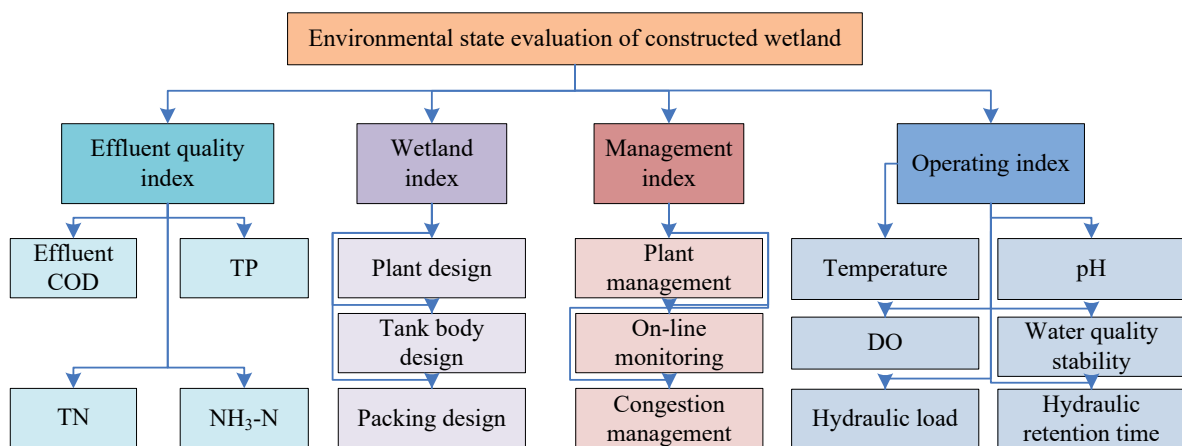 Environmental state evaluation of constructed wetland
Effluent quality
index
Wetland
index
Management
index
Operating index
Effluent
COD
TP
Plant design
Plant
management
Temperature
pH
Tank body
design
On-line
monitoring
DO
Water quality
stability
TN
NH₃-N
Packing design
Congestion
management
Hydraulic load
Hydraulic
retention time